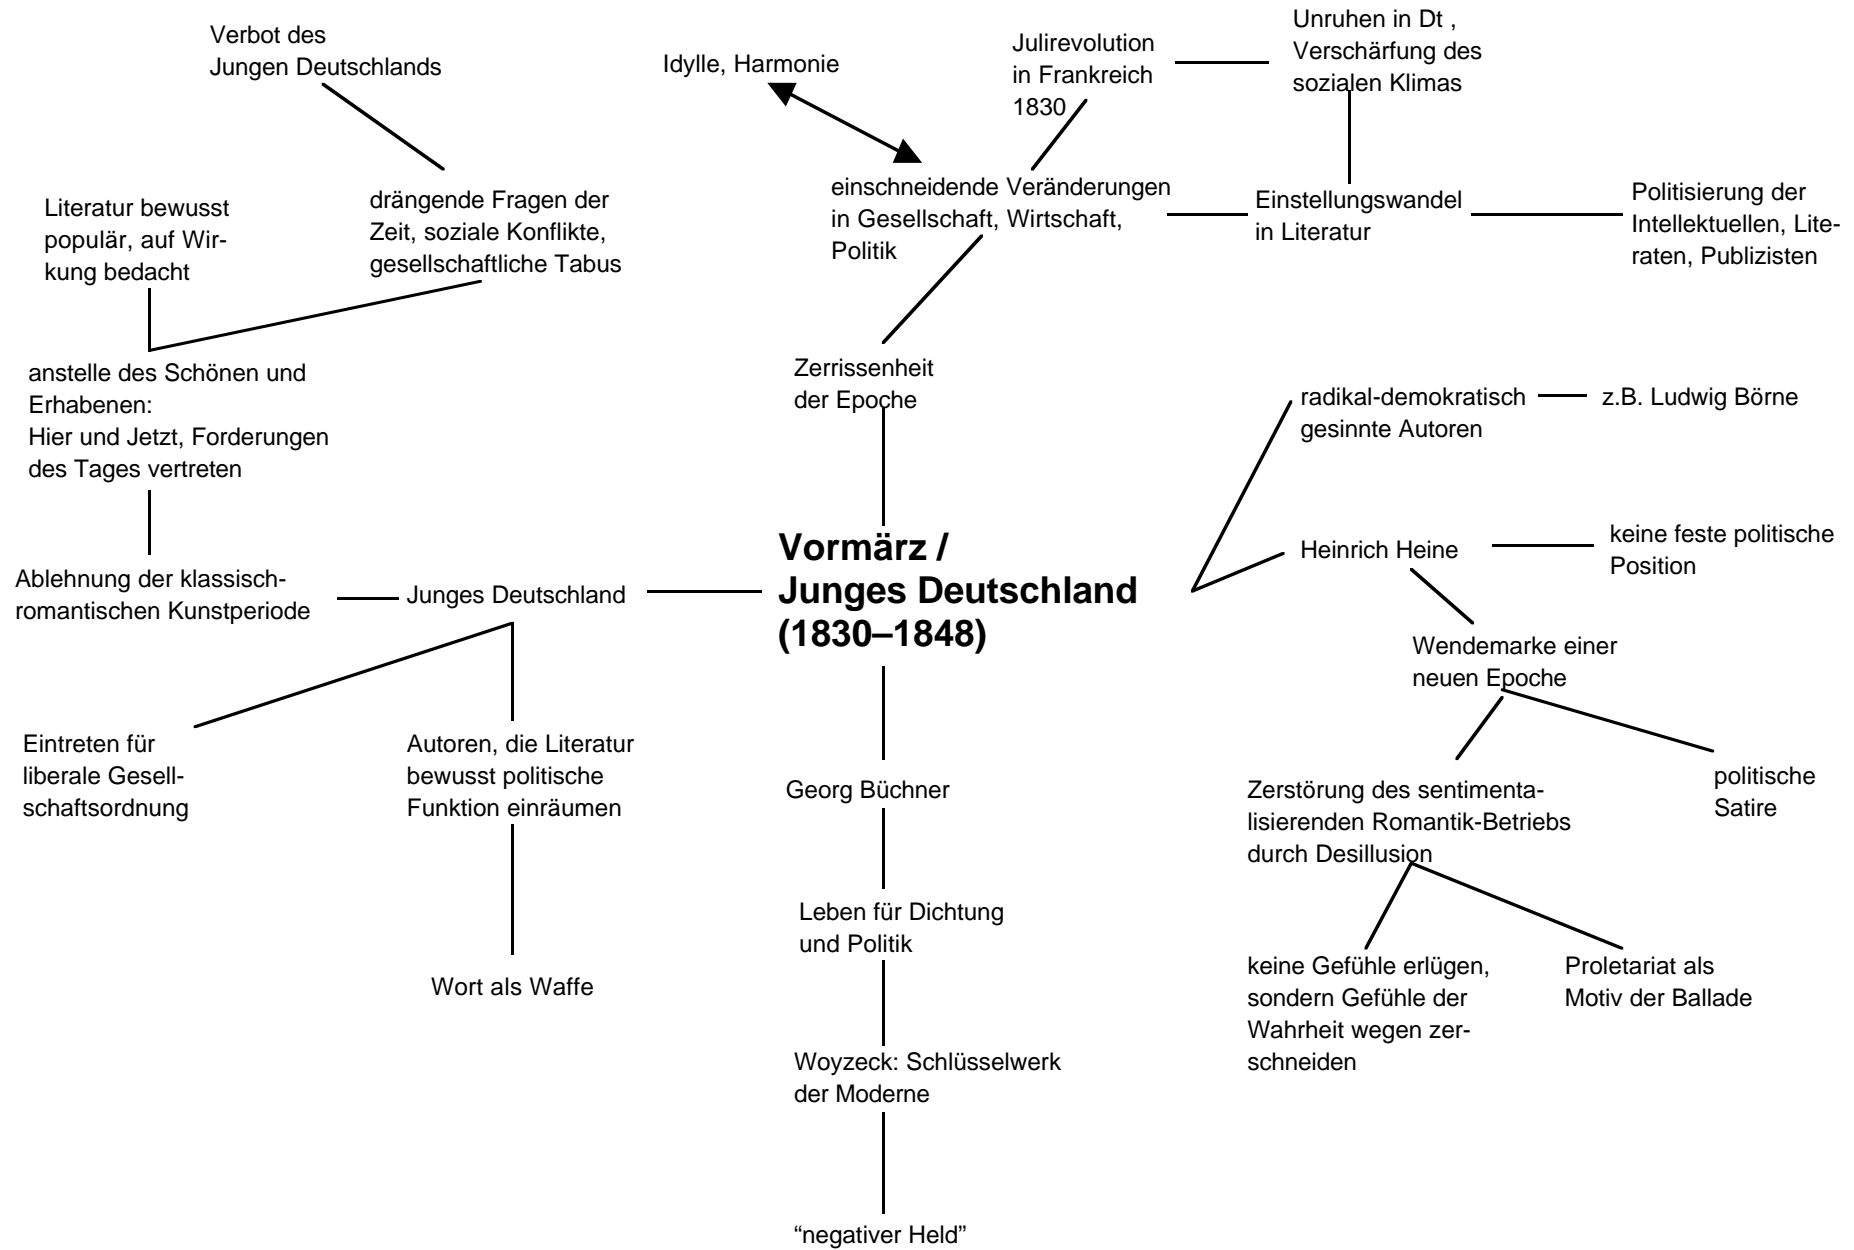 Verbot des
Jungen Deutschlands
Idylle, Harmonie
Julirevolution
in Frankreich
1830
Unruhen in Dt ,
Verschärfung des
sozialen Klimas
Literatur bewusst
populär, auf Wir-
kung bedacht
drängende Fragen der
Zeit, soziale Konflikte,
gesellschaftliche Tabus
einschneidende Veränderungen
in Gesellschaft, Wirtschaft,
Politik
Einstellungswandel
in Literatur
Politisierung der
Intellektuellen, Lite-
raten, Publizisten
anstelle des Schönen und
Erhabenen:
Hier und Jetzt, Forderungen
des Tages vertreten
Zerrissenheit
der Epoche
radikal-demokratisch
gesinnte Autoren
z.B. Ludwig Börne
Ablehnung der klassisch-
romantischen Kunstperiode
Junges Deutschland
Vormärz /
Junges Deutschland
(1830–1848)
Heinrich Heine
keine feste politische
Position
Wendemarke einer
neuen Epoche
Eintreten für
liberale Gesell-
schaftsordnung
Autoren, die Literatur
bewusst politische
Funktion einräumen
Georg Büchner
Zerstörung des sentimenta-
lisierenden Romantik-Betriebs
durch Desillusion
politische
Satire
Leben für Dichtung
und Politik
Wort als Waffe
keine Gefühle erlügen,
sondern Gefühle der
Wahrheit wegen zer-
schneiden
Proletariat als
Motiv der Ballade
Woyzeck: Schlüsselwerk
der Moderne
“negativer Held”